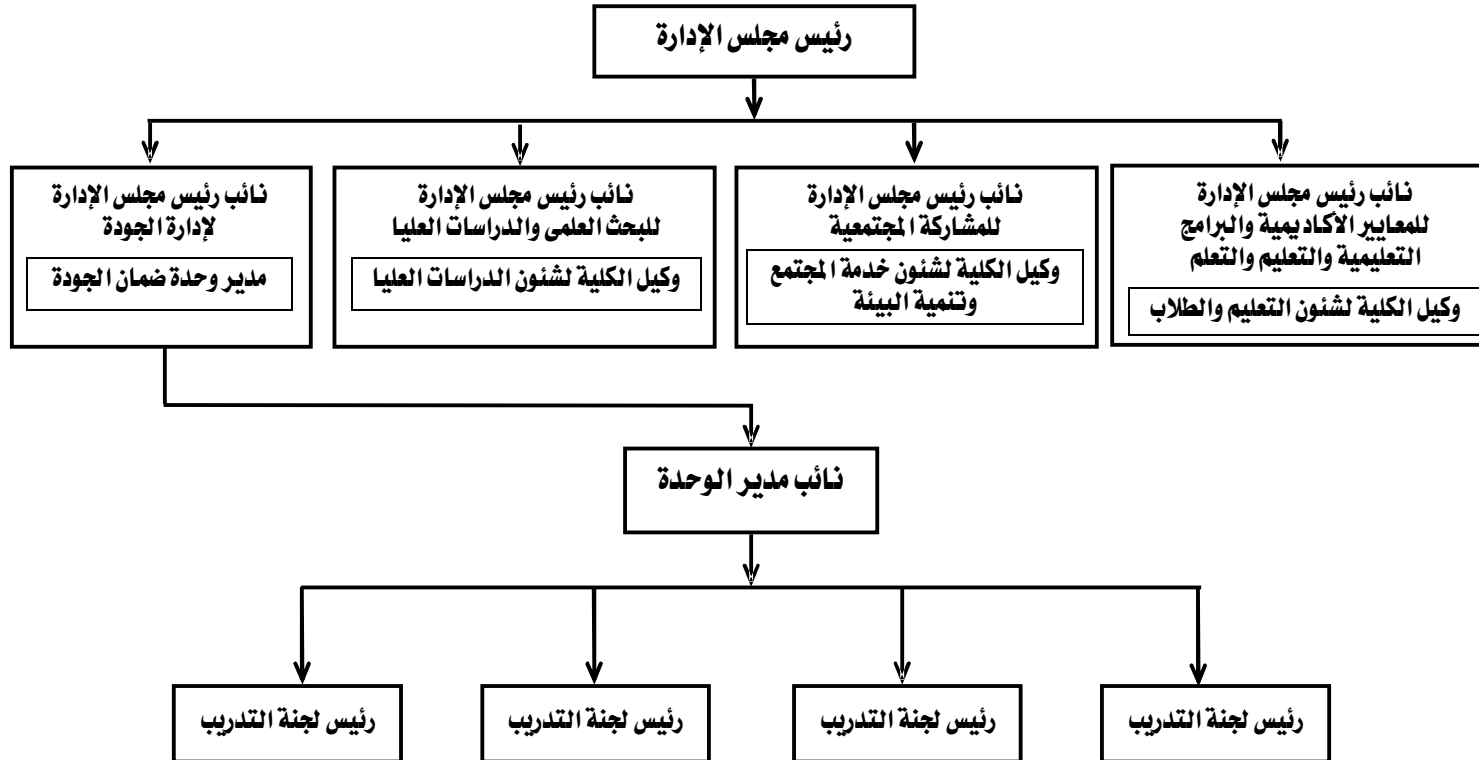 رئيس مجلس الإدارة
نائب رئيس مجلس الإدارة
للمعايير الأكاديمية والبرامج
التعليمية والتعليم والتعلم
وكيل الكلية لشئون التعليم والطلاب
نائب رئيس مجلس الإدارة
للمشاركة المجتمعية
وكيل الكلية لشئون خدمة المجتمع
وتنمية البيئة
نائب رئيس مجلس الإدارة
للبحث العلمى والدراسات العليا
وكيل الكلية لشئون الدراسات العليا
نائب رئيس مجلس الإدارة
لإدارة الجودة
مدير وحدة ضمان الجودة
نائب مدير الوحدة
رئيس لجنة التدريب
رئيس لجنة التدريب
رئيس لجنة التدريب
رئيس لجنة التدريب